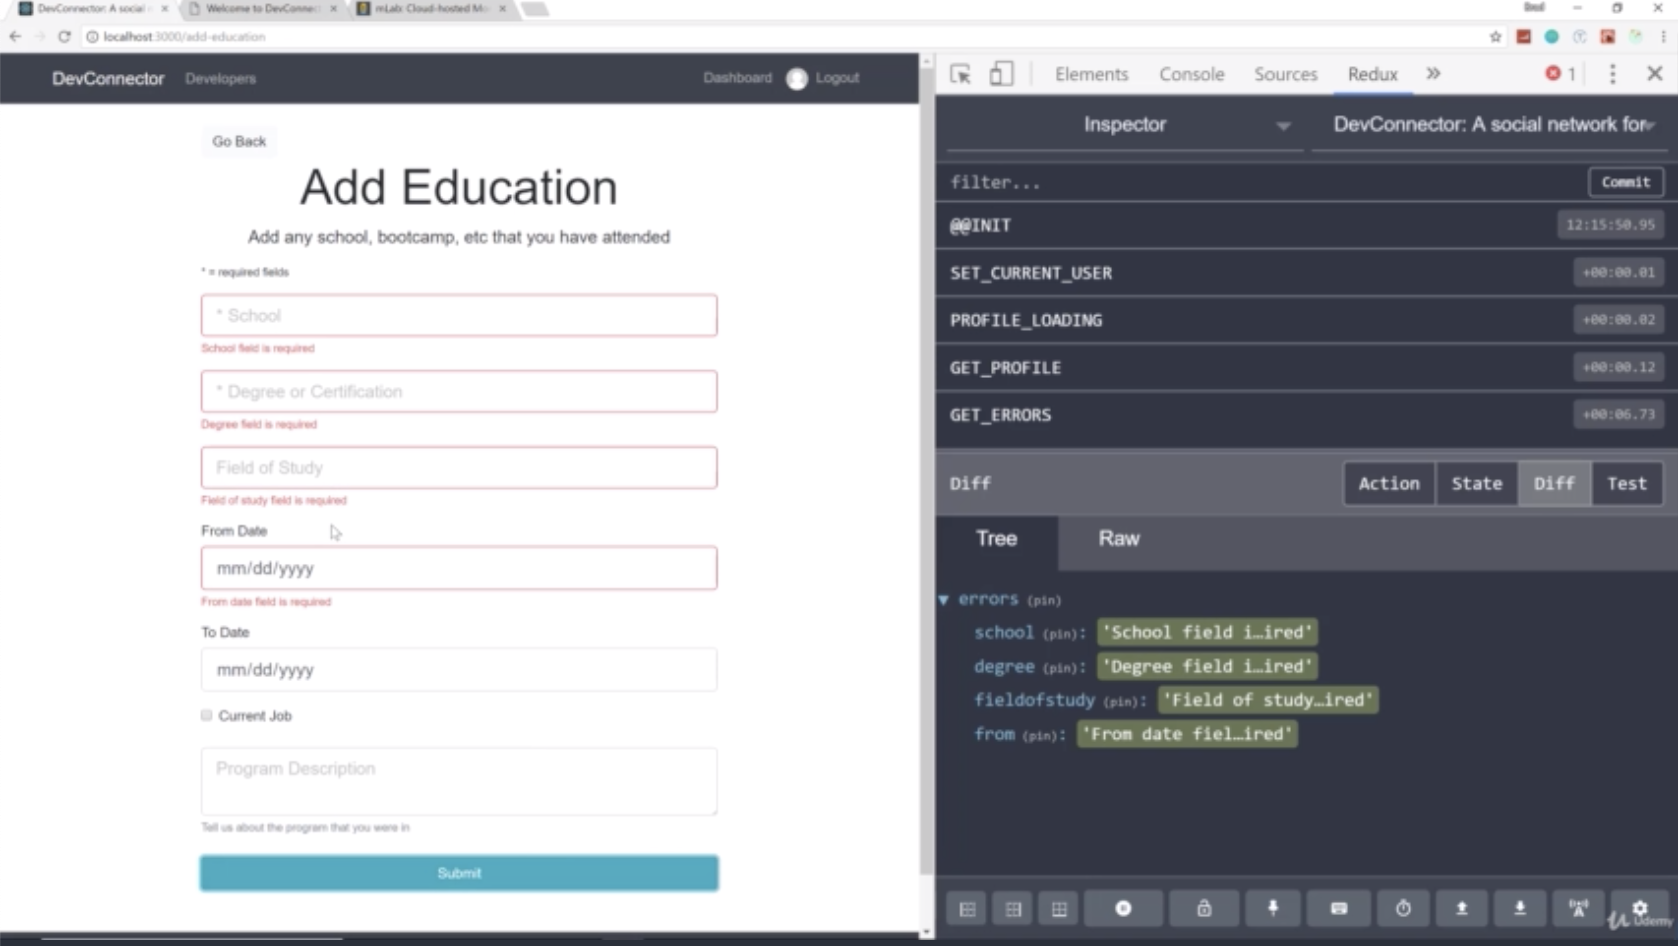 DevConnector: A social n
Welcome to DevConnect
mLab: Cloud-hosted Mo
localhost:3000/add-education
DevConnector
Developers
Dashboard
Logout
Go Back
Add Education
Add any school, bootcamp, etc that you have attended
* = required fields
* School
School field is required
* Degree or Certification
Degree field is required
Field of Study
Field of study field is required
From Date
mm/dd/yyyy
From date field is required
To Date
mm/dd/yyyy
Current Job
Program Description
Tell us about the program that you were in
Submit
Elements
Console
Sources
Redux
1
Inspector
DevConnector: A social network for
filter...
Commit
@@INIT
12:15:50.95
SET_CURRENT_USER
+00:00.01
PROFILE_LOADING
+00:00.02
GET_PROFILE
+00:00.12
GET_ERRORS
+00:06.73
Diff
Action
State
Diff
Test
Tree
Raw
errors (pin)
school (pin): 'School field i…ired'
degree (pin): 'Degree field i…ired'
fieldofstudy (pin): 'Field of study…ired'
from (pin): 'From date fiel…ired'
Udemy